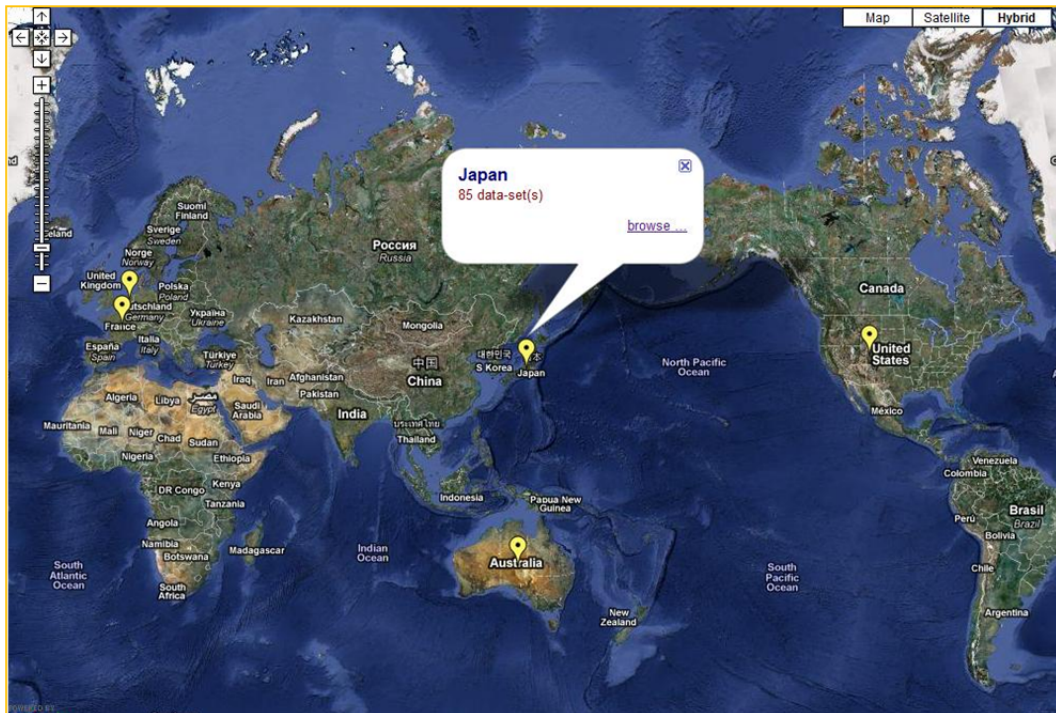 Map
Satellite
Hybrid
Japan
85 data-set(s)
browse ...
Suomi
Finland
Sverige
Sweden
Norge
Norway
United
Kingdom
Polska
Poland
Germany
France
Україна
Ukraine
Россия
Russia
Italia
Italy
España
Spain
Türkiye
Turkey
Kazakhstan
Mongolia
中国
China
대한민국
S Korea
Japan
Iraq
Iran
Afghanistan
Pakistan
Saudi
Arabia
India
ประเทศไทย
Thailand
Algeria
Libya
مصر
Egypt
Mauritania
Mali
Niger
Chad
Sudan
Nigeria
Ethiopia
DR Congo
Kenya
Tanzania
Angola
Namibia
Botswana
Madagascar
South
Africa
Indonesia
Papua New
Guinea
Australia
New
Zealand
Indian
Ocean
South
Atlantic
Ocean
North Pacific
Ocean
South
Pacific
Ocean
Canada
United
States
México
Venezuela
Colombia
Perú
Brasil
Brazil
Bolivia
Chile
Argentina
POWERED BY